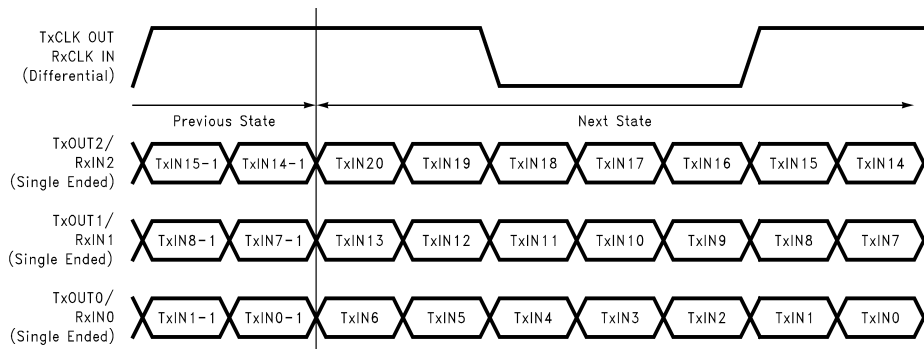 TxCLK OUT
RxCLK IN
(Differential)
Previous State
Next State
TxOUT2/
RxIN2
(Single Ended)
TxIN15-1 TxIN14-1 TxIN20 TxIN19 TxIN18 TxIN17 TxIN16 TxIN15 TxIN14
TxOUT1/
RxIN1
(Single Ended)
TxIN8-1 TxIN7-1 TxIN13 TxIN12 TxIN11 TxIN10 TxIN9 TxIN8 TxIN7
TxOUT0/
RxIN0
(Single Ended)
TxIN1-1 TxIN0-1 TxIN6 TxIN5 TxIN4 TxIN3 TxIN2 TxIN1 TxIN0